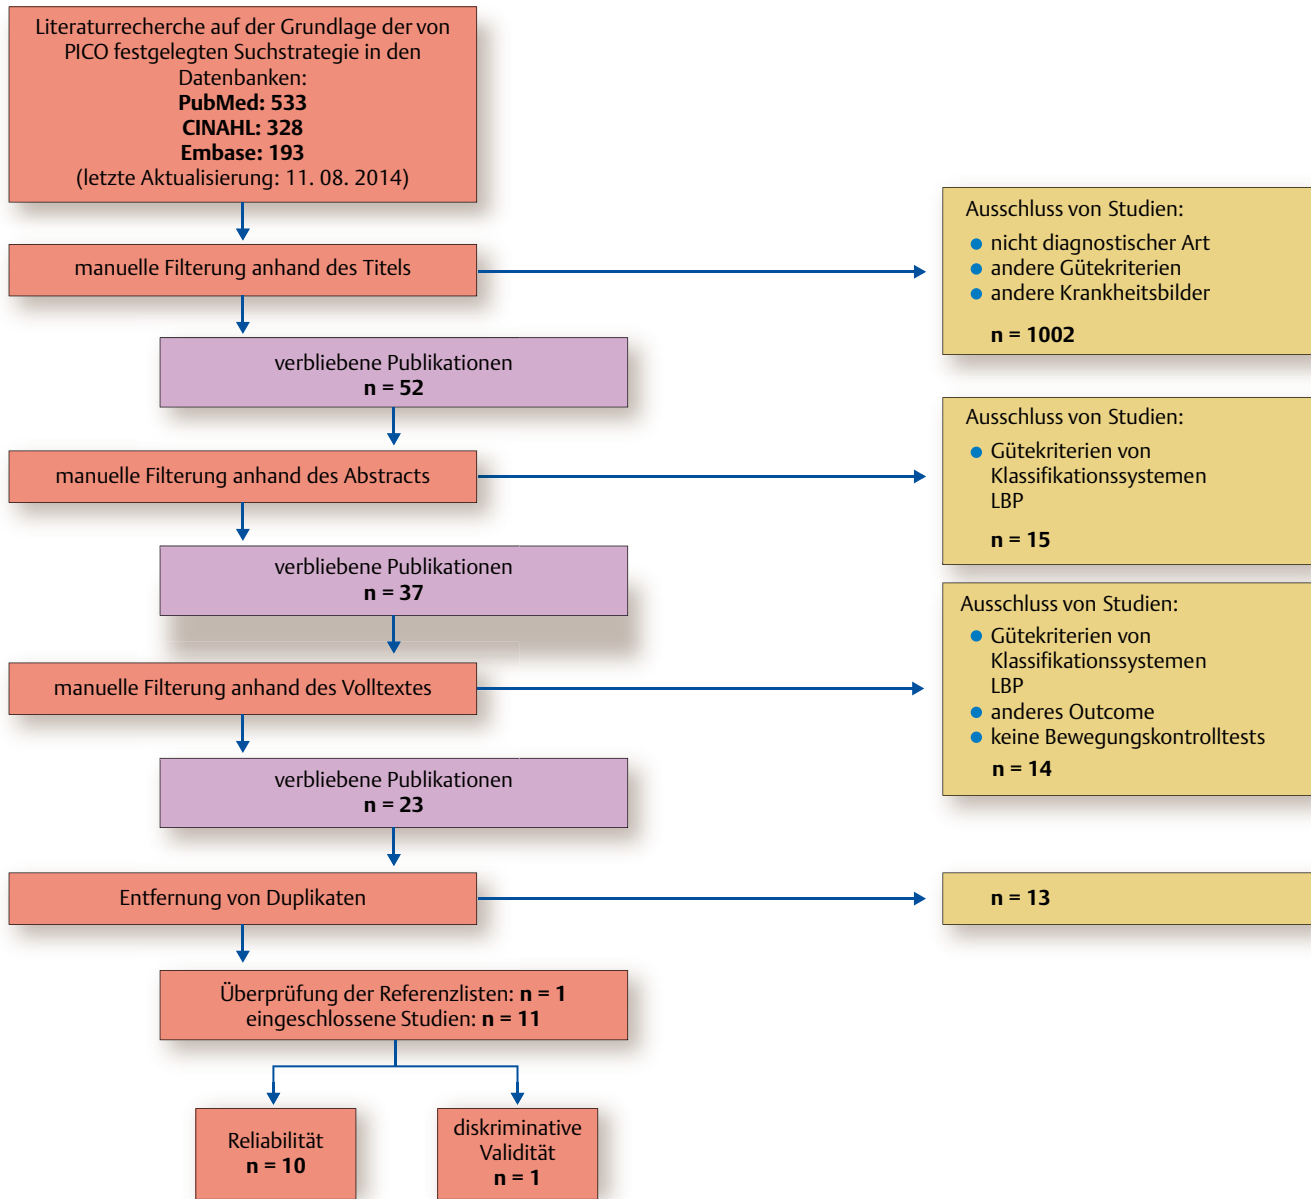 Literaturrecherche auf der Grundlage der von
PICO festgelegten Suchstrategie in den
Datenbanken:
PubMed: 533
CINAHL: 328
Embase: 193
(letzte Aktualisierung: 11. 08. 2014)
manuelle Filterung anhand des Titels
Ausschluss von Studien:
nicht diagnostischer Art
andere Gütekriterien
andere Krankheitsbilder
n = 1002
verbliebene Publikationen
n = 52
manuelle Filterung anhand des Abstracts
Ausschluss von Studien:
Gütekriterien von
Klassifikationssystemen
LBP
n = 15
verbliebene Publikationen
n = 37
manuelle Filterung anhand des Volltextes
Ausschluss von Studien:
Gütekriterien von
Klassifikationssystemen
LBP
anderes Outcome
keine Bewegungskontrolltests
n = 14
verbliebene Publikationen
n = 23
Entfernung von Duplikaten
n = 13
Überprüfung der Referenzlisten: n = 1
eingeschlossene Studien: n = 11
Reliabilität
n = 10
diskriminative
Validität
n = 1